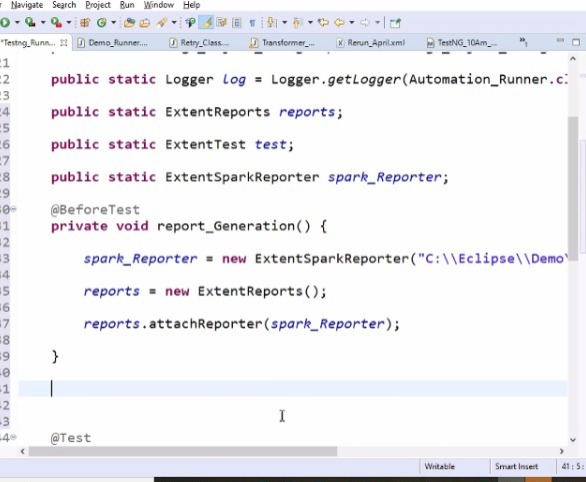 Navigate Search Project Run Window Help
*Testng_Runn... Demo_Runner.... Retry_Class.... Transformer_... Rerun_April.xml TestNG_10Am_... 1
21
22 public static Logger log = Logger.getLogger(Automation_Runner.cl
23
24 public static ExtentReports reports;
25
26 public static ExtentTest test;
27
28 public static ExtentSparkReporter spark_Reporter;
29
30 @BeforeTest
31 private void report_Generation() {
32
33 spark_Reporter = new ExtentSparkReporter("C:\\Eclipse\\Demo\
34
35 reports = new ExtentReports();
36
37 reports.attachReporter(spark_Reporter);
38
39 }
40
41
42
43
44 @Test
Writable Smart Insert 41 : 5 :